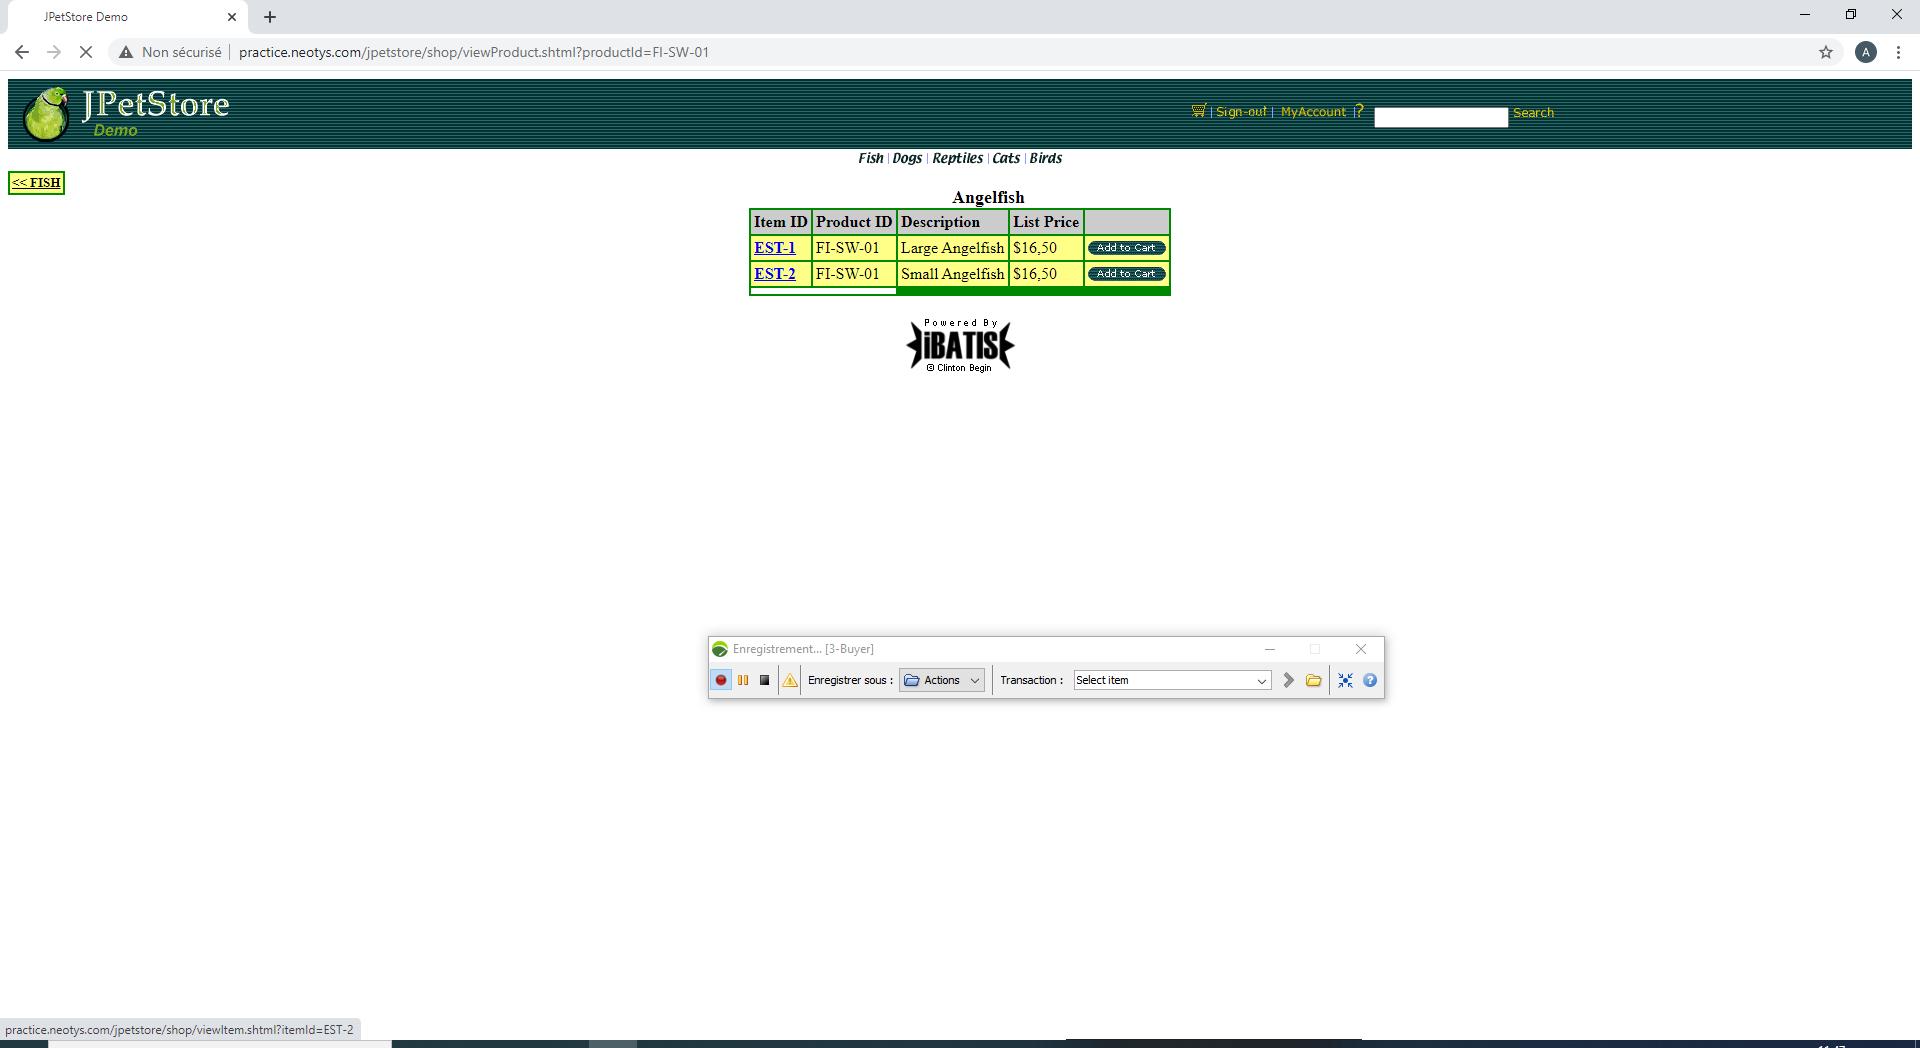 JPetStore Demo
Non sécurisé
practice.neotys.com/jpetstore/shop/viewProduct.shtml?productId=FI-SW-01
A
JPetStore
Demo
| Sign-out | MyAccount | ?
Search
Fish | Dogs | Reptiles | Cats | Birds
<< FISH
Angelfish
Item ID Product ID Description List Price
EST-1 FI-SW-01 Large Angelfish $16,50 Add to Cart
EST-2 FI-SW-01 Small Angelfish $16,50 Add to Cart
Powered By
iBATIS
© Clinton Begin
Enregistrement... [3-Buyer]
Enregistrer sous : Actions Transaction : Select item
practice.neotys.com/jpetstore/shop/viewItem.shtml?itemId=EST-2